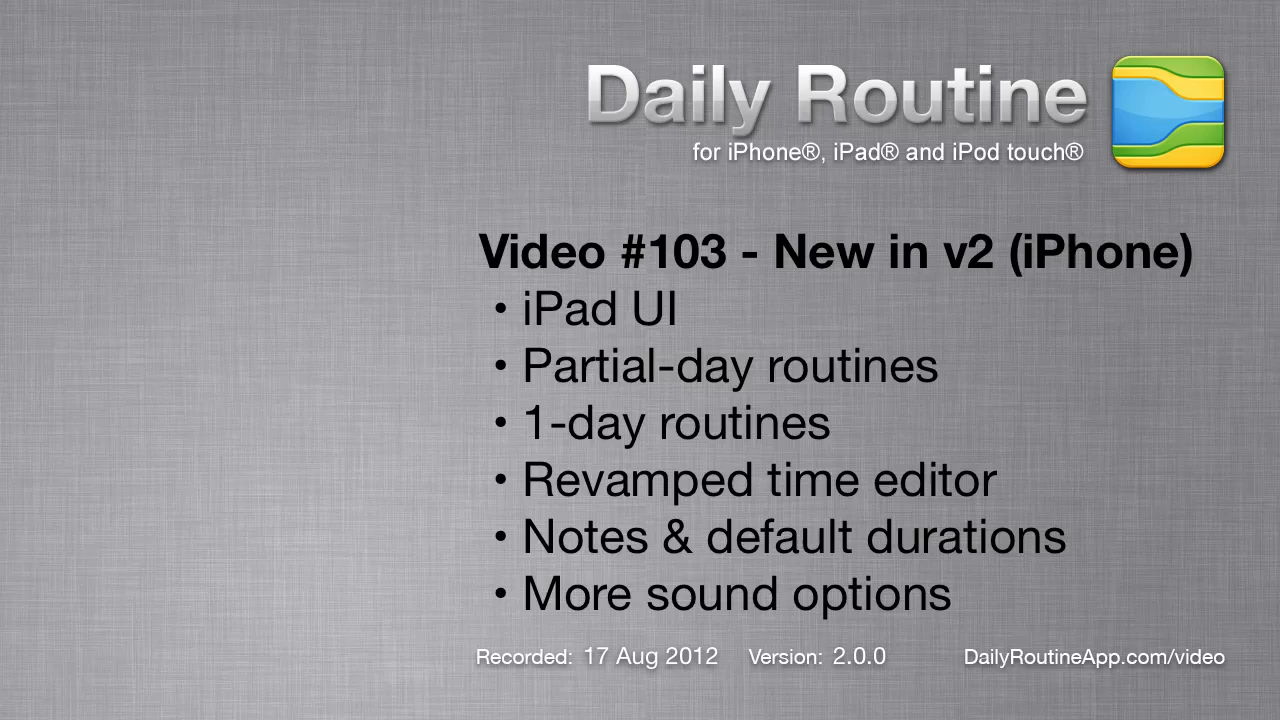 Daily Routine
for iPhone®, iPad® and iPod touch®
Video #103 - New in v2 (iPhone)
• iPad UI
• Partial-day routines
• 1-day routines
• Revamped time editor
• Notes & default durations
• More sound options
Recorded: 17 Aug 2012 Version: 2.0.0 DailyRoutineApp.com/video